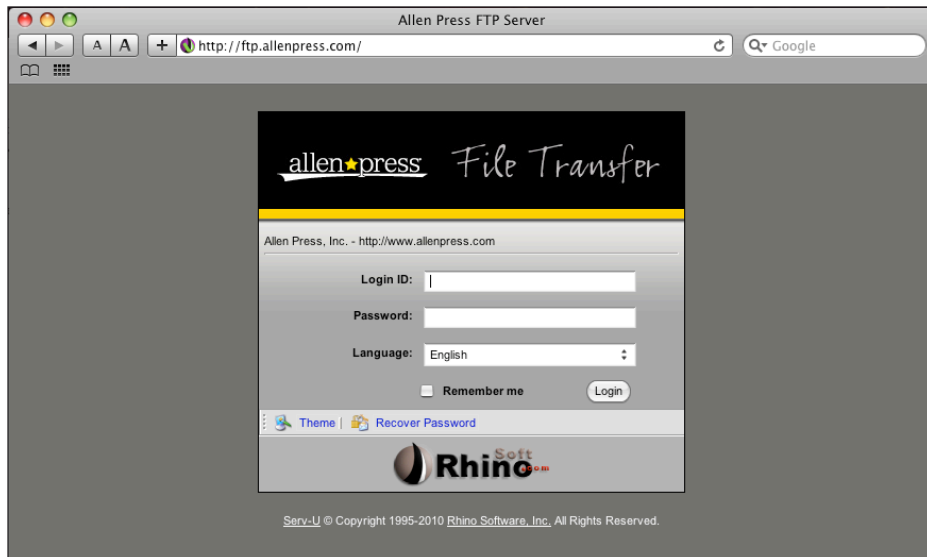 Allen Press FTP Server
A A + http://ftp.allenpress.com/ Google
allen press File Transfer
Allen Press, Inc. - http://www.allenpress.com
Login ID:
Password:
Language: English
Remember me Login
Theme | Recover Password
RhinoSoft.com
Serv-U © Copyright 1995-2010 Rhino Software, Inc. All Rights Reserved.